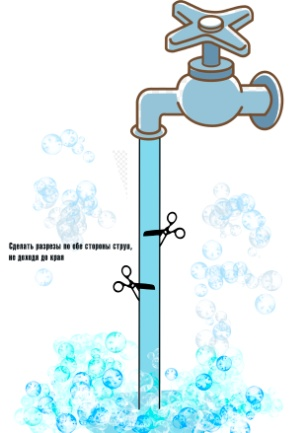 Сделать разрезы по обе стороны струи,
не доходя до края